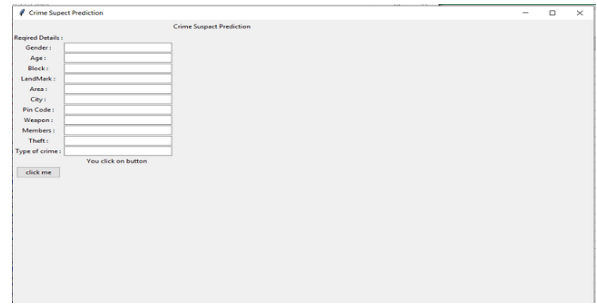 Crime Supect Prediction
Crime Suspect Prediction
Reqired Details :
Gender :
Age :
Block :
LandMark :
Area :
City :
Pin Code :
Weapon :
Members :
Theft :
Type of crime :
You click on button
click me